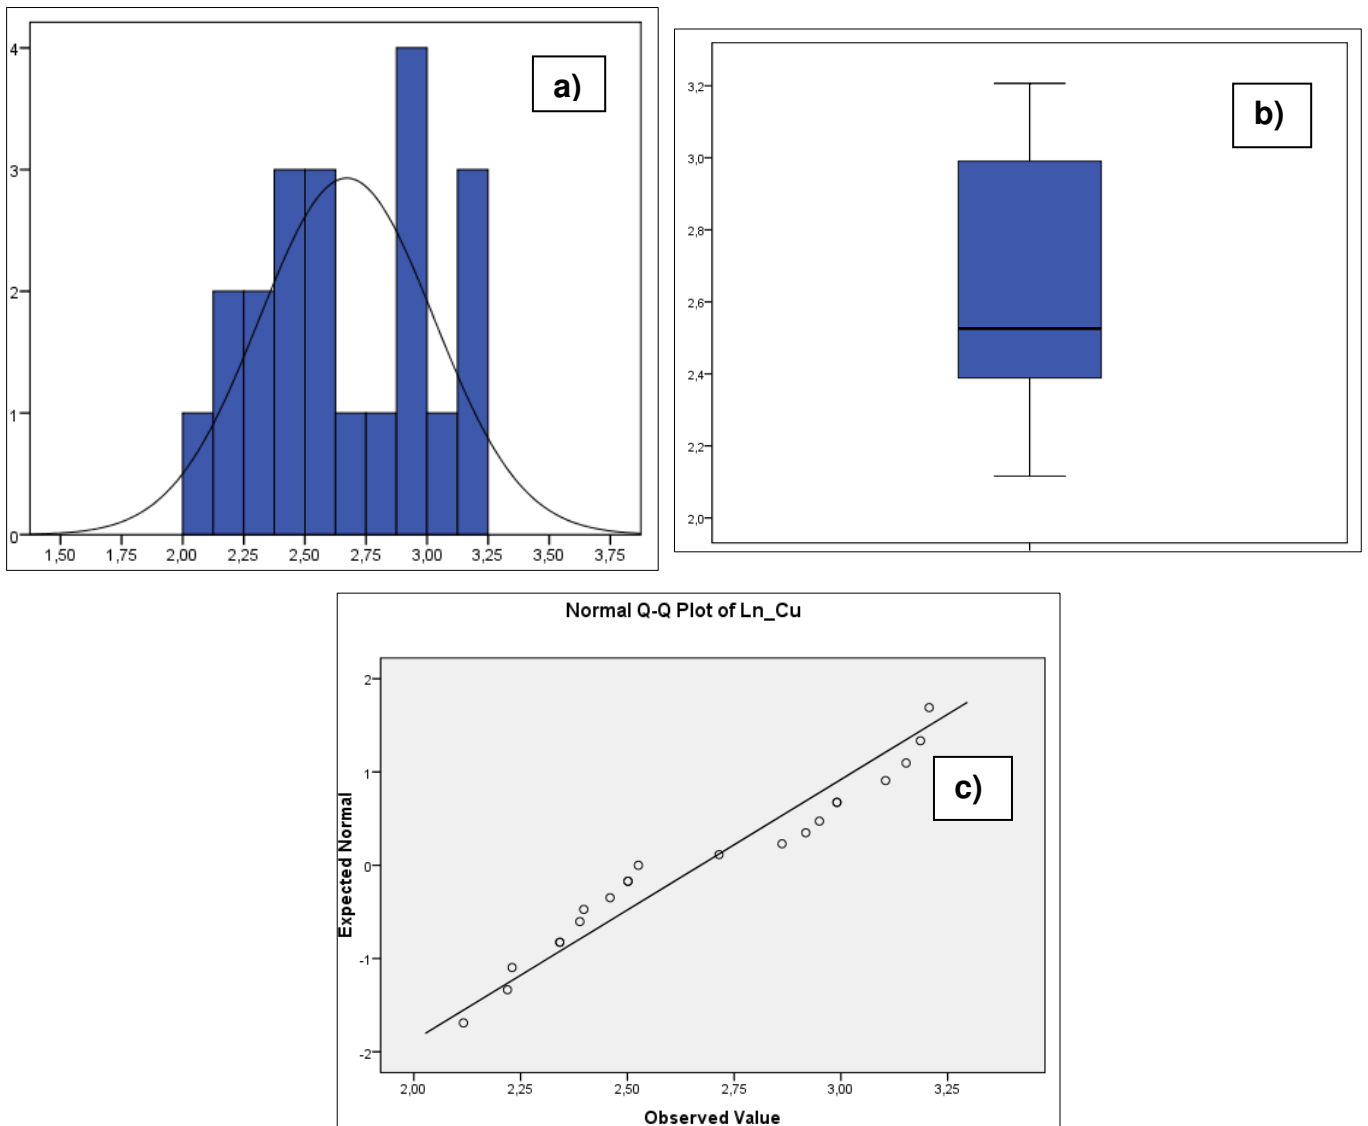 4
3
2
1
0
1,50 1,75 2,00 2,25 2,50 2,75 3,00 3,25 3,50 3,75
a)
3,2
3,0
2,8
2,6
2,4
2,2
2,0
b)
Normal Q-Q Plot of Ln_Cu
Expected Normal
2
1
0
-1
-2
c)
2,00 2,25 2,50 2,75 3,00 3,25
Observed Value